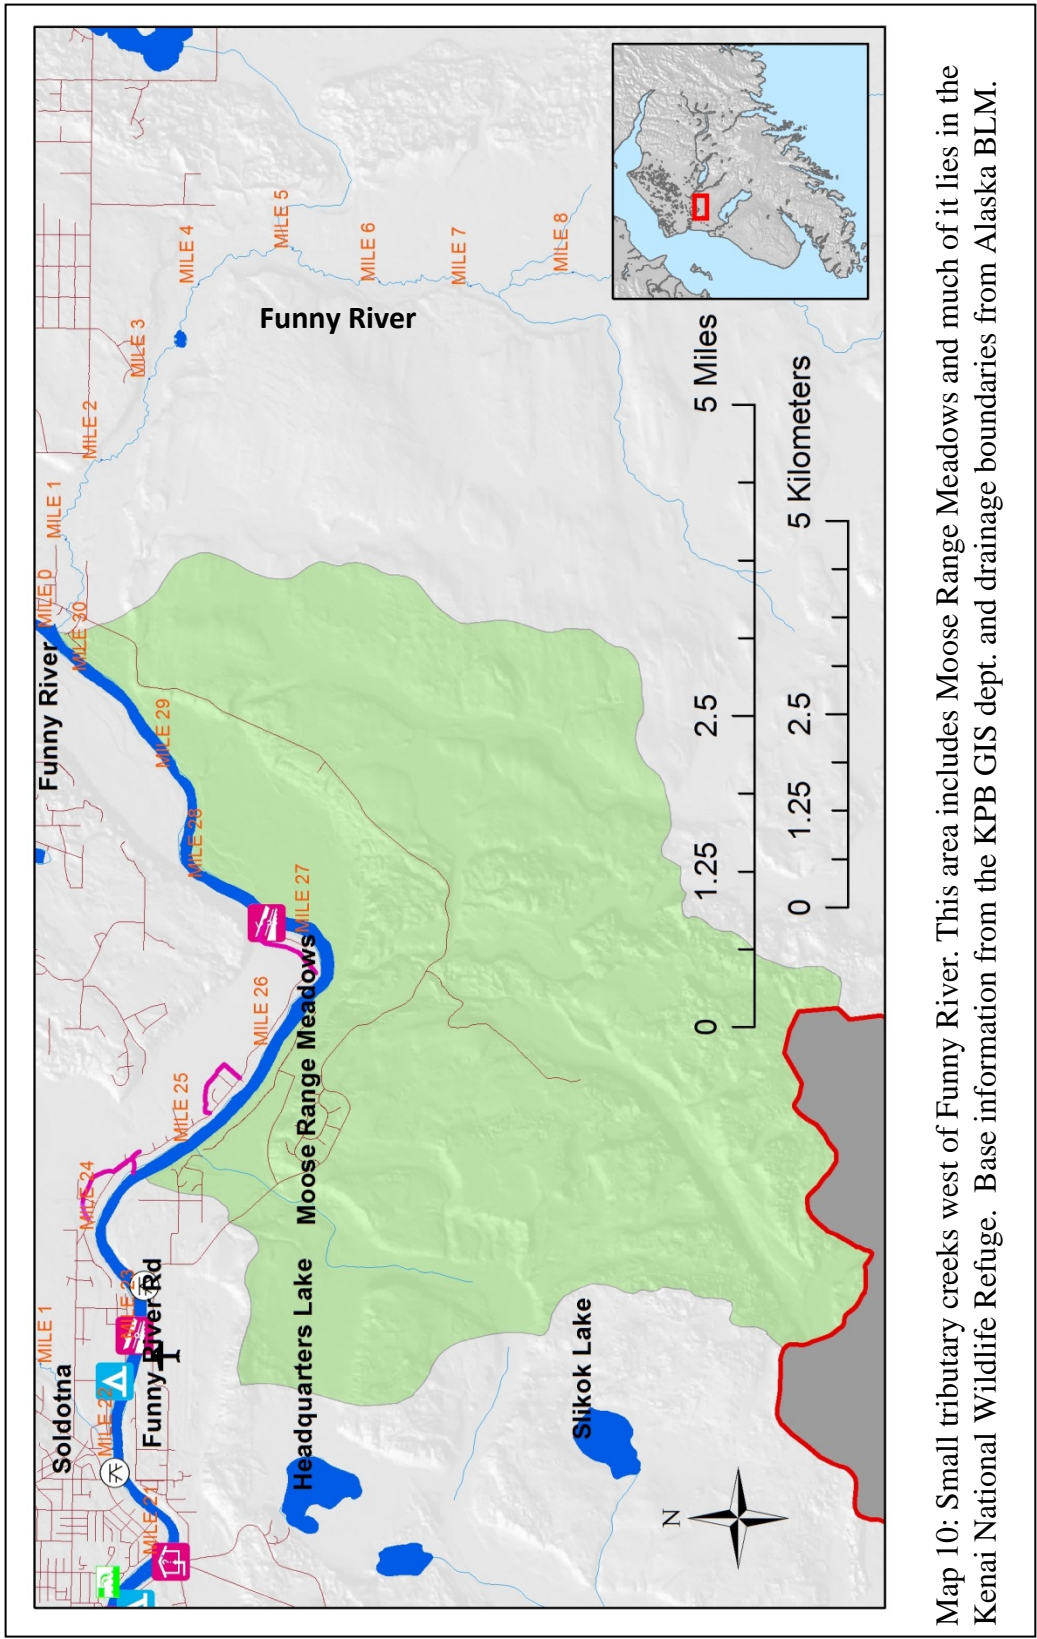 Soldotna
Funny River Rd
Funny River
Funny River
Headquarters Lake
Moose Range Meadows
Slikok Lake
MILE 1
MILE 21
MILE 22
MILE 23
MILE 24
MILE 25
MILE 26
MILE 27
MILE 28
MILE 29
MILE 30
MILE 0
MILE 1
MILE 2
MILE 3
MILE 4
MILE 5
MILE 6
MILE 7
MILE 8
N
0 1.25 2.5 5 Miles
0 1.25 2.5 5 Kilometers
Map 10: Small tributary creeks west of Funny River. This area includes Moose Range Meadows and much of it lies in the
Kenai National Wildlife Refuge. Base information from the KPB GIS dept. and drainage boundaries from Alaska BLM.